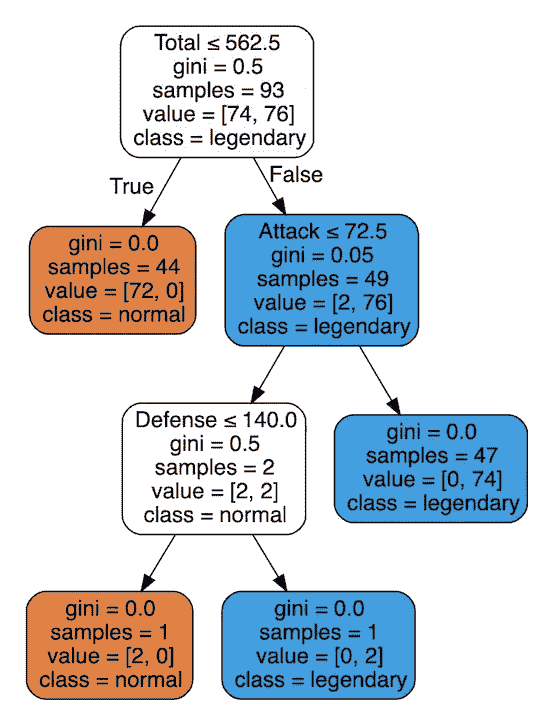 Total ≤ 562.5
gini = 0.5
samples = 93
value = [74, 76]
class = legendary
True
False
gini = 0.0
samples = 44
value = [72, 0]
class = normal
Attack ≤ 72.5
gini = 0.05
samples = 49
value = [2, 76]
class = legendary
Defense ≤ 140.0
gini = 0.5
samples = 2
value = [2, 2]
class = normal
gini = 0.0
samples = 47
value = [0, 74]
class = legendary
gini = 0.0
samples = 1
value = [2, 0]
class = normal
gini = 0.0
samples = 1
value = [0, 2]
class = legendary